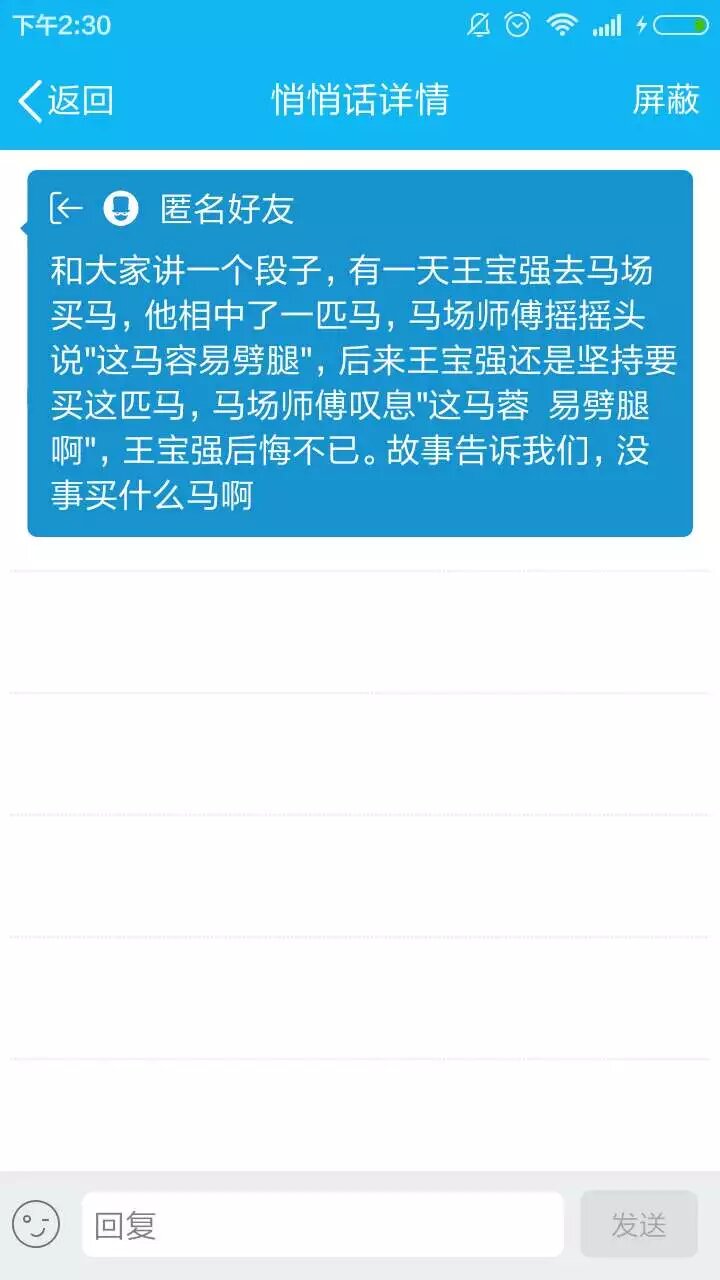 下午2:30
返回
悄悄话详情
屏蔽
匿名好友
和大家讲一个段子，有一天王宝强去马场
买马，他相中了一匹马，马场师傅摇摇头
说"这马容易劈腿"，后来王宝强还是坚持要
买这匹马，马场师傅叹息"这马蓉 易劈腿
啊"，王宝强后悔不已。故事告诉我们，没
事买什么马啊
回复
发送